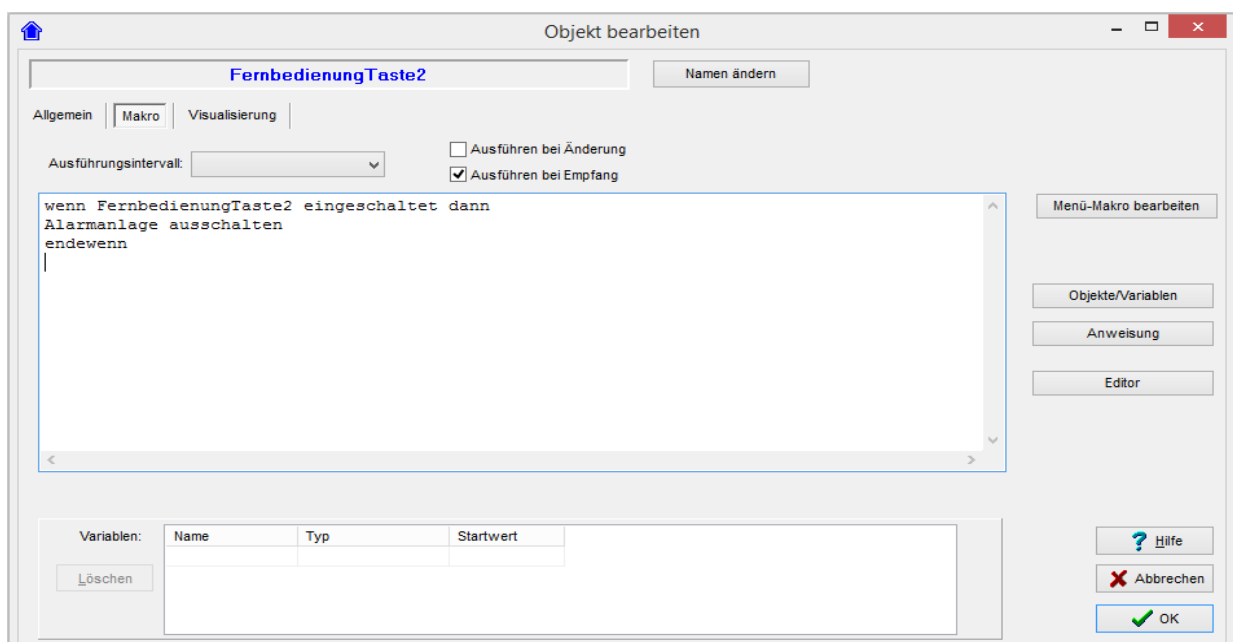 Objekt bearbeiten
FernbedienungTaste2
Namen ändern
Allgemein
Makro
Visualisierung
Ausführungsintervall:
Ausführen bei Änderung
Ausführen bei Empfang
wenn FernbedienungTaste2 eingeschaltet dann
Alarmanlage ausschalten
endewenn
Menü-Makro bearbeiten
Objekte/Variablen
Anweisung
Editor
Variablen:
Name
Typ
Startwert
Löschen
Hilfe
Abbrechen
OK